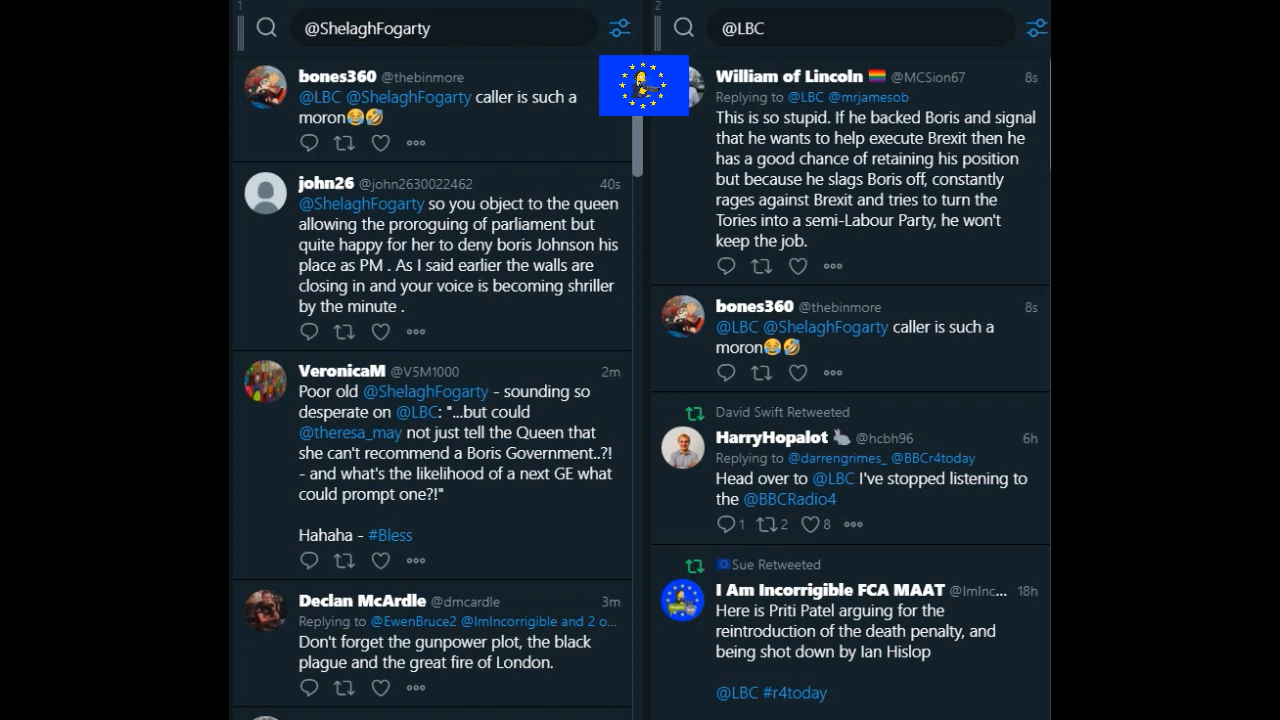 1
@ShelaghFogarty
bones360 @thebinmore
@LBC @ShelaghFogarty caller is such a
moron😂🤣
john26 @john2630022462 40s
@ShelaghFogarty so you object to the queen
allowing the proroguing of parliament but
quite happy for her to deny boris Johnson his
place as PM . As I said earlier the walls are
closing in and your voice is becoming shriller
by the minute .
VeronicaM @V5M1000 2m
Poor old @ShelaghFogarty - sounding so
desperate on @LBC: "...but could
@theresa_may not just tell the Queen that
she can't recommend a Boris Government..?!
- and what's the likelihood of a next GE what
could prompt one?!"
Hahaha - #Bless
Declan McArdle @dmcardle 3m
Replying to @EwenBruce2 @ImIncorrigible and 2 o...
Don't forget the gunpower plot, the black
plague and the great fire of London.
2
@LBC
William of Lincoln 🏳️‍🌈 @MCSion67 8s
Replying to @LBC @mrjamesob
This is so stupid. If he backed Boris and signal
that he wants to help execute Brexit then he
has a good chance of retaining his position
but because he slags Boris off, constantly
rages against Brexit and tries to turn the
Tories into a semi-Labour Party, he won't
keep the job.
bones360 @thebinmore 8s
@LBC @ShelaghFogarty caller is such a
moron😂🤣
David Swift Retweeted
HarryHopalot 🐇 @hcbh96 6h
Replying to @darrengrimes_ @BBCr4today
Head over to @LBC I've stopped listening to
the @BBCRadio4
1 2 8
🇪🇺Sue Retweeted
I Am Incorrigible FCA MAAT @ImInc... 18h
Here is Priti Patel arguing for the
reintroduction of the death penalty, and
being shot down by Ian Hislop
@LBC #r4today